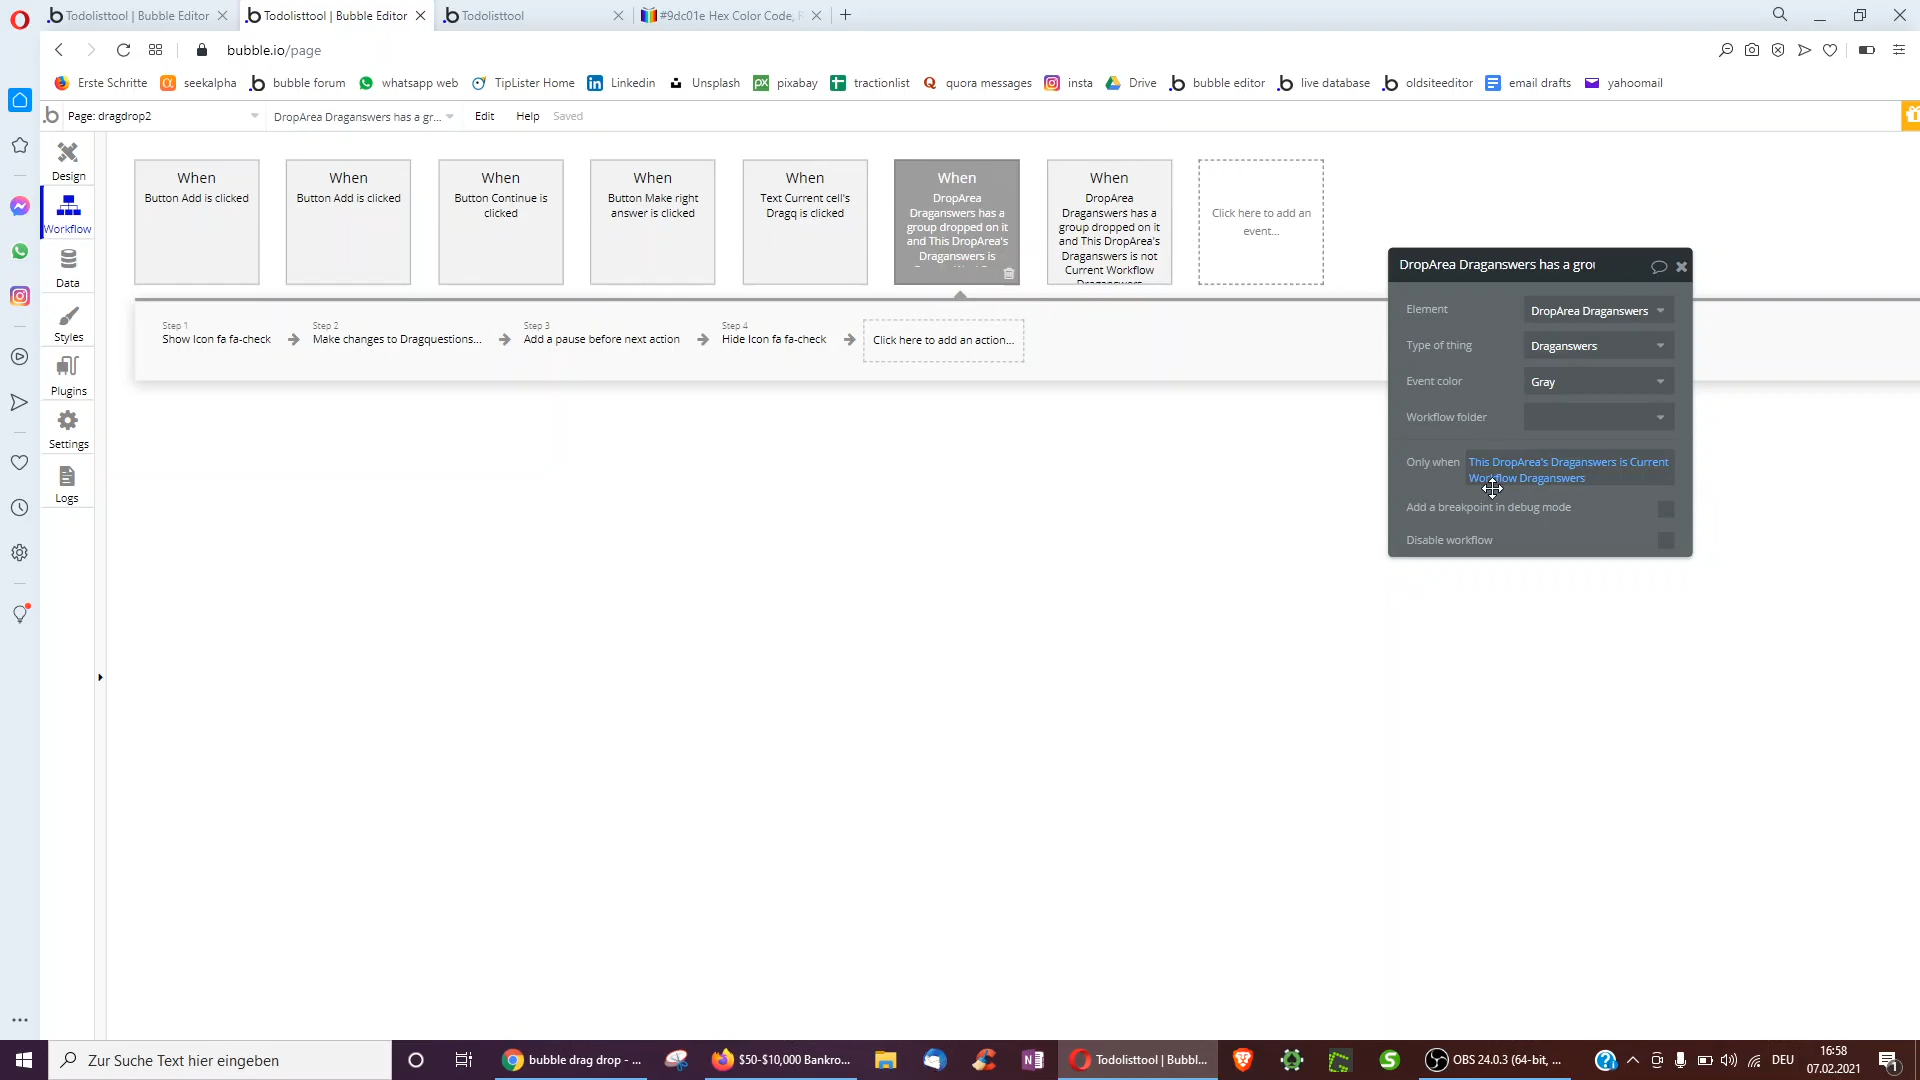 Todolisttool | Bubble Editor
Todolisttool | Bubble Editor
Todolisttool
#9dc01e Hex Color Code,
bubble.io/page
Erste Schritte
seekalpha
bubble forum
whatsapp web
TipLister Home
Linkedin
Unsplash
pixabay
tractionlist
quora messages
insta
Drive
bubble editor
live database
oldsiteeditor
email drafts
yahoomail
Page: dragdrop2
DropArea Draganswers has a gr...
Edit
Help
Saved
Design
Workflow
Data
Styles
Plugins
Settings
Logs
When
Button Add is clicked
When
Button Add is clicked
When
Button Continue is
clicked
When
Button Make right
answer is clicked
When
Text Current cell's
Dragq is clicked
When
DropArea
Draganswers has a
group dropped on it
and This DropArea's
Draganswers is
When
DropArea
Draganswers has a
group dropped on it
and This DropArea's
Draganswers is not
Current Workflow
Draganswers
Click here to add an
event...
Step 1
Show Icon fa fa-check
Step 2
Make changes to Dragquestions...
Step 3
Add a pause before next action
Step 4
Hide Icon fa fa-check
Click here to add an action...
DropArea Draganswers has a grou
Element
DropArea Draganswers
Type of thing
Draganswers
Event color
Gray
Workflow folder
Only when
This DropArea's Draganswers is Current
Workflow Draganswers
Add a breakpoint in debug mode
Disable workflow
Zur Suche Text hier eingeben
bubble drag drop - ...
$50-$10,000 Bankro...
Todolisttool | Bubbl...
OBS 24.0.3 (64-bit, ...
DEU
16:58
07.02.2021
1